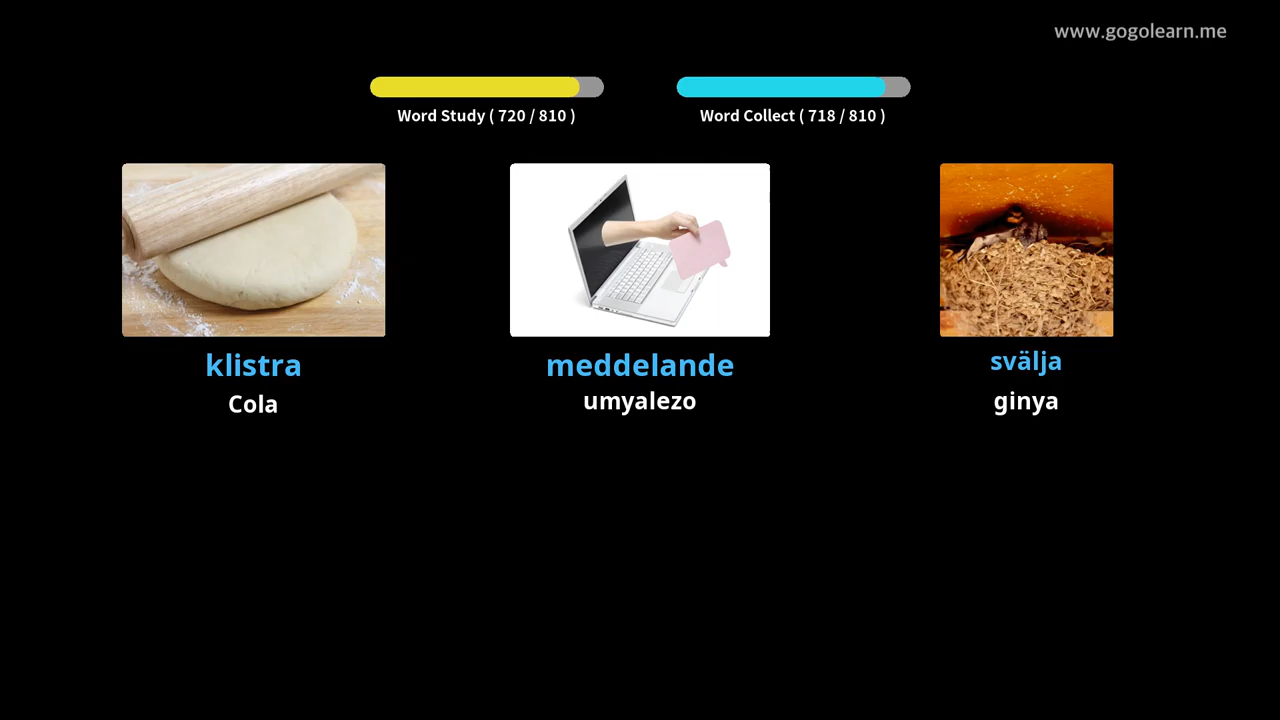 www.gogolearn.me
Word Study ( 720 / 810 )
Word Collect ( 718 / 810 )
klistra
Cola
meddelande
umyalezo
svälja
ginya